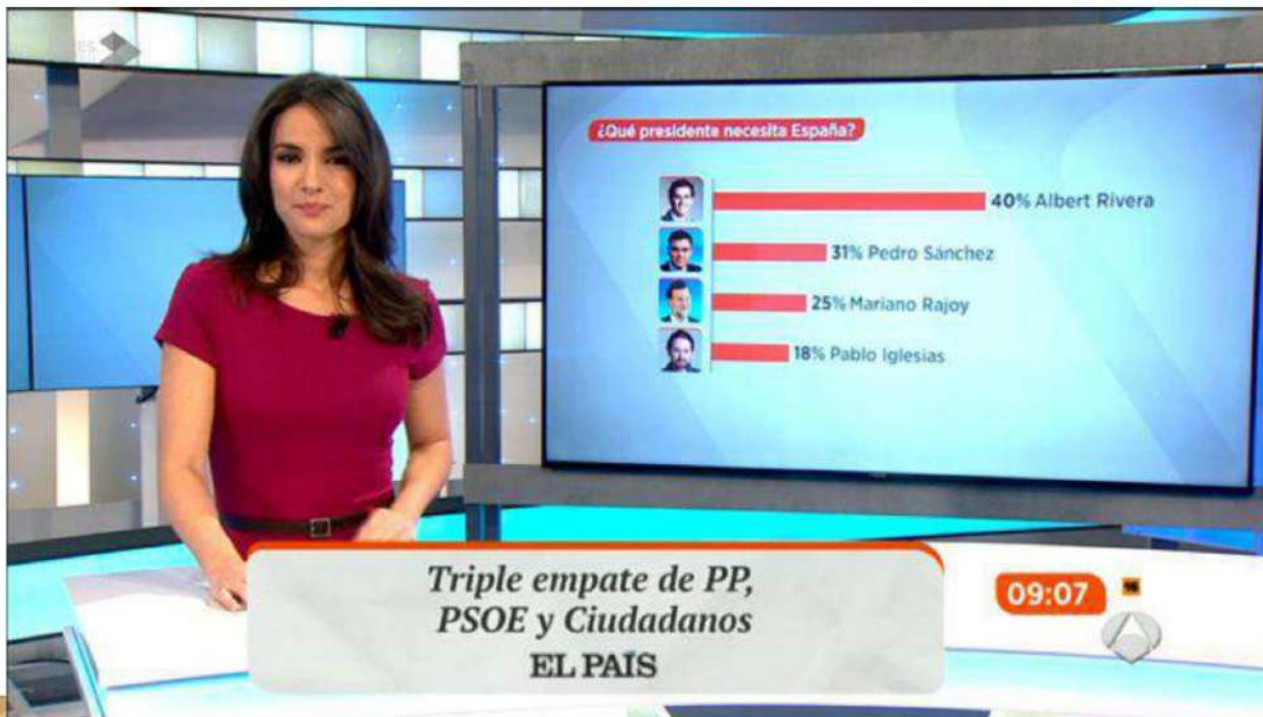 ¿Qué presidente necesita España?
40% Albert Rivera
31% Pedro Sánchez
25% Mariano Rajoy
18% Pablo Iglesias
Triple empate de PP,
PSOE y Ciudadanos
EL PAÍS
09:07